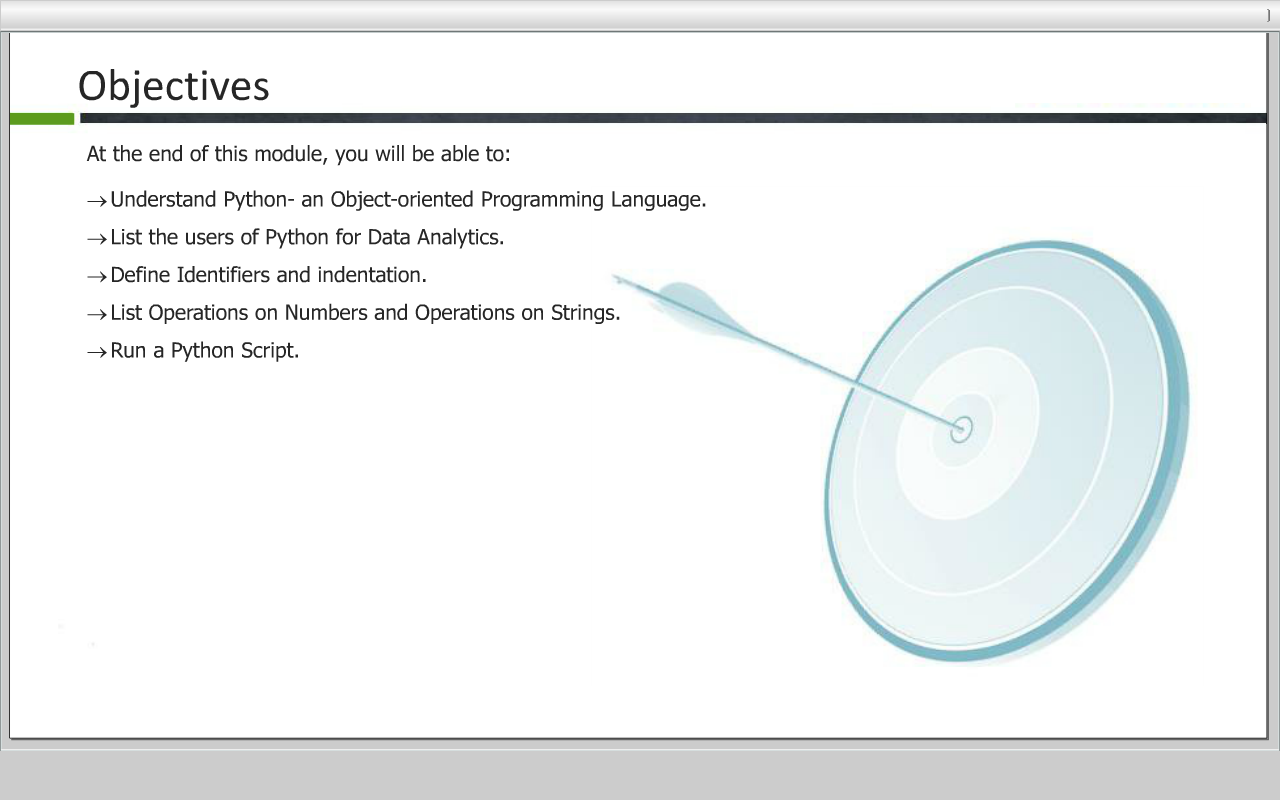 Objectives
At the end of this module, you will be able to:
→Understand Python- an Object-oriented Programming Language.
→List the users of Python for Data Analytics.
→Define Identifiers and indentation.
→List Operations on Numbers and Operations on Strings.
→Run a Python Script.